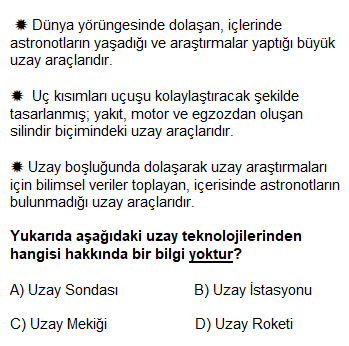 ✹ Dünya yörüngesinde dolaşan, içlerinde
astronotların yaşadığı ve araştırmalar yaptığı büyük
uzay araçlarıdır.
✹ Uç kısımları uçuşu kolaylaştıracak şekilde
tasarlanmış; yakıt, motor ve egzozdan oluşan
silindir biçimindeki uzay araçlarıdır.
✹ Uzay boşluğunda dolaşarak uzay araştırmaları
için bilimsel veriler toplayan, içerisinde astronotların
bulunmadığı uzay araçlarıdır.
Yukarıda aşağıdaki uzay teknolojilerinden
hangisi hakkında bir bilgi yoktur?
A) Uzay Sondası B) Uzay İstasyonu
C) Uzay Mekiği D) Uzay Roketi